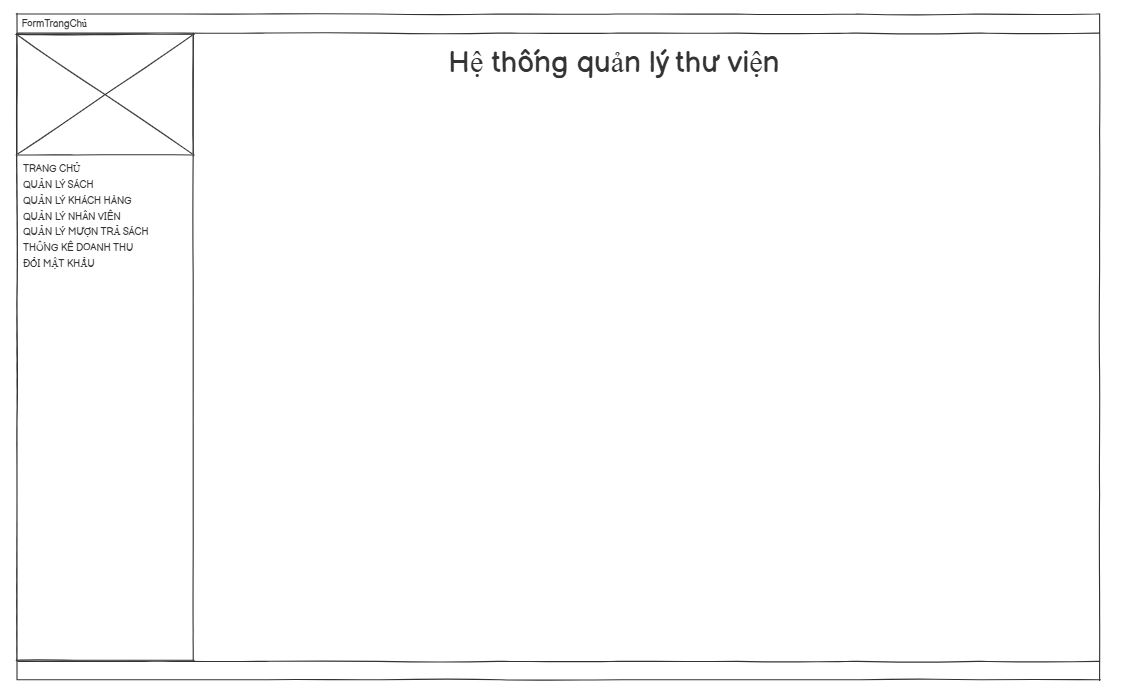 FormTrangChủ
Hệ thống quản lý thư viện
TRANG CHỦ
QUẢN LÝ SÁCH
QUẢN LÝ KHÁCH HÀNG
QUẢN LÝ NHÂN VIÊN
QUẢN LÝ MƯỢN TRẢ SÁCH
THỐNG KÊ DOANH THU
ĐỔI MẬT KHẨU